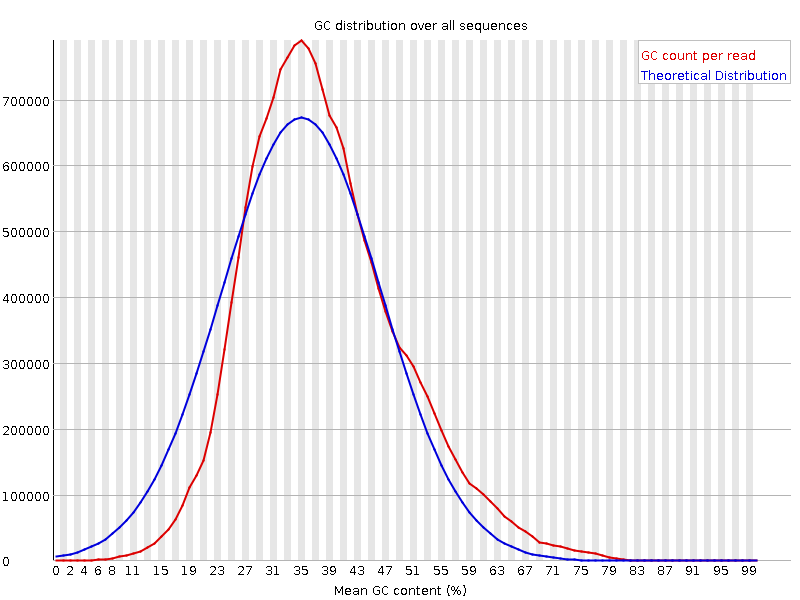 GC distribution over all sequences
GC count per read
Theoretical Distribution
700000
600000
500000
400000
300000
200000
100000
0
0 2 4 6 8 11 15 19 23 27 31 35 39 43 47 51 55 59 63 67 71 75 79 83 87 91 95 99
Mean GC content (%)